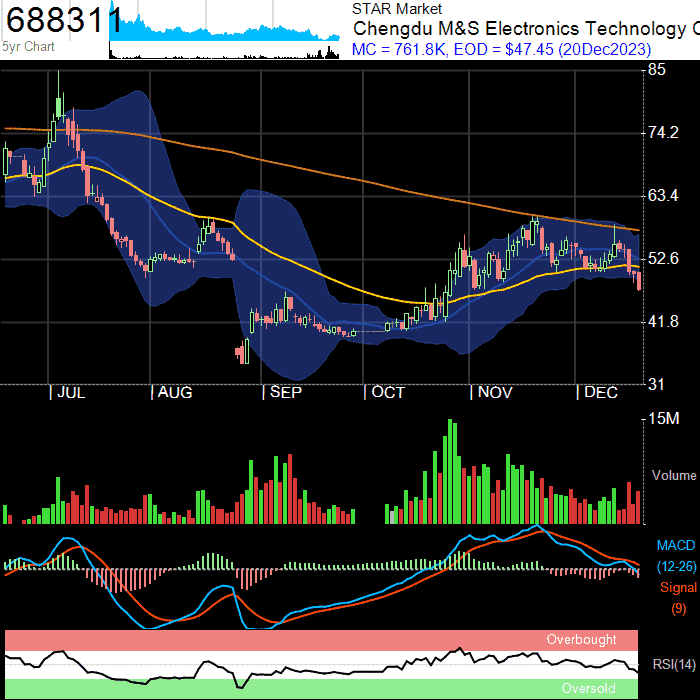 688311
5yr Chart
STAR Market
Chengdu M&S Electronics Technology C
MC = 761.8K, EOD = $47.45 (20Dec2023)
85
74.2
63.4
52.6
41.8
31
| JUL | AUG | SEP | OCT | NOV | DEC
15M
Volume
MACD
(12-26)
Signal
(9)
Overbought
RSI(14)
Oversold